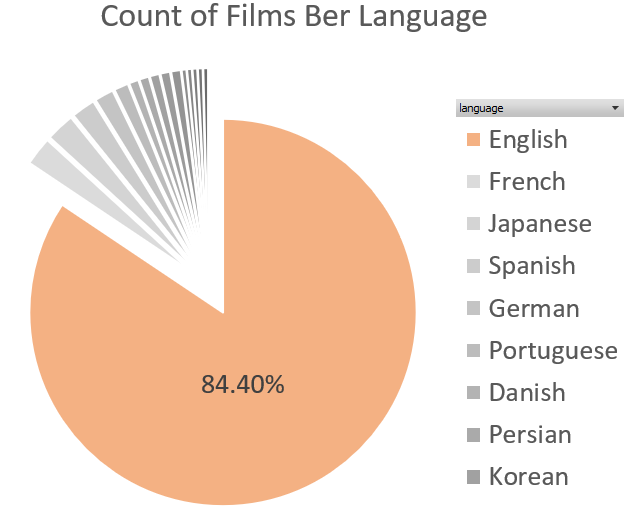 Count of Films Ber Language
language
English
French
Japanese
Spanish
German
Portuguese
Danish
Persian
Korean
84.40%